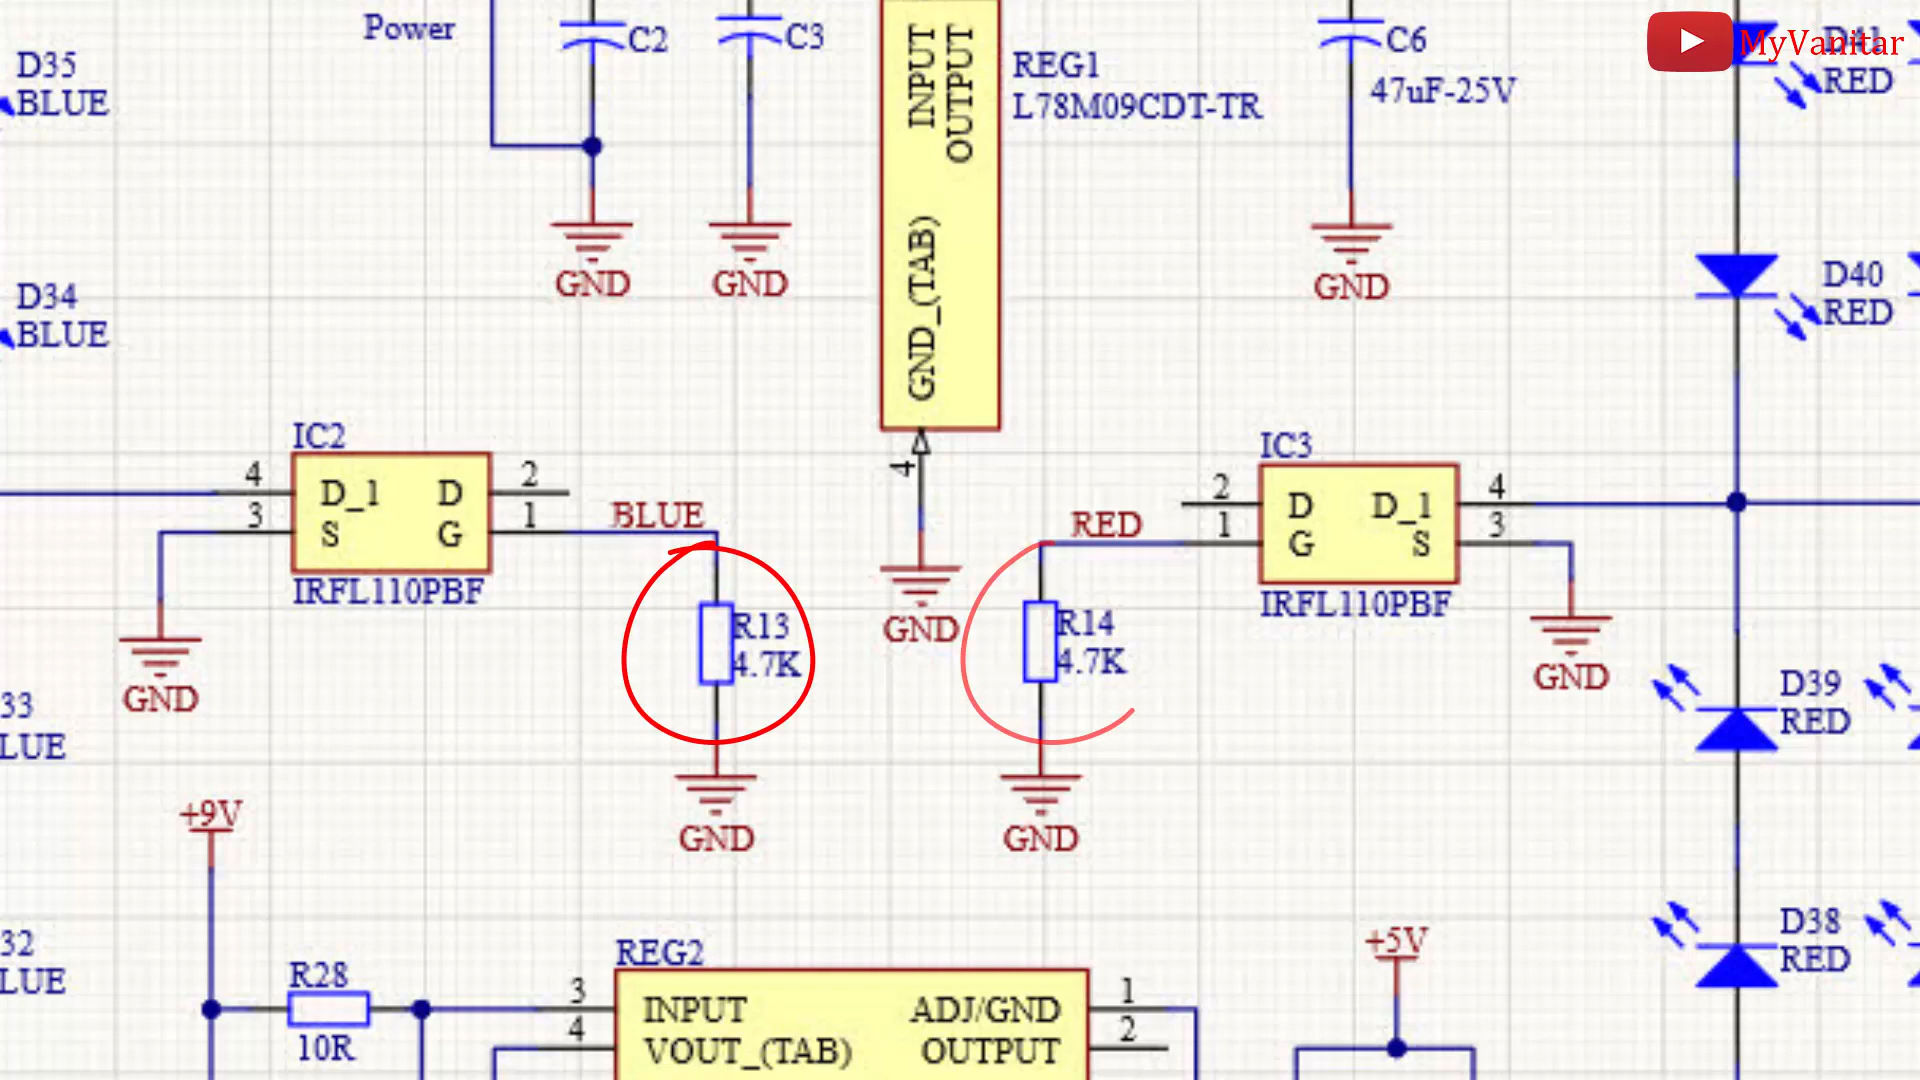 Power
C2
C3
INPUT
OUTPUT
GND_(TAB)
4
REG1
L78M09CDT-TR
C6
47uF-25V
MyVanitar
RED
D35
BLUE
GND
GND
GND
D40
RED
D34
BLUE
IC2
4
3
D_1
D
S
G
2
1
IRFL110PBF
BLUE
R13
4.7K
GND
GND
GND
RED
R14
4.7K
GND
IC3
2
1
D
D_1
G
S
4
3
IRFL110PBF
GND
D39
RED
33
LUE
+9V
R28
10R
32
LUE
REG2
3
4
INPUT
ADJ/GND
VOUT_(TAB)
OUTPUT
1
2
+5V
D38
RED